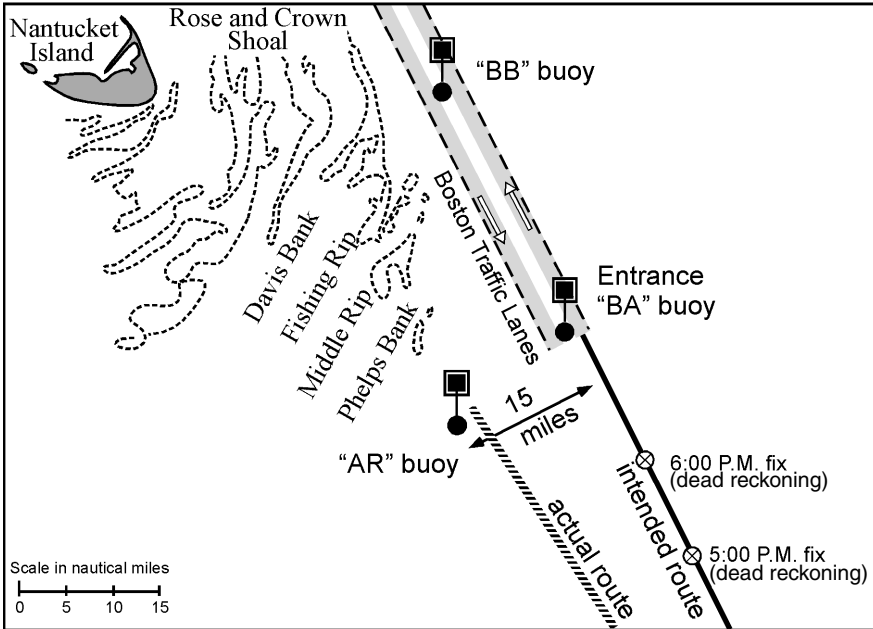 Nantucket
Island
Rose and Crown
Shoal
“BB” buoy
Boston Traffic Lanes
Davis Bank
Fishing Rip
Middle Rip
Phelps Bank
Entrance
“BA” buoy
15
miles
“AR” buoy
6:00 P.M. fix
(dead reckoning)
intended route
actual route
5:00 P.M. fix
(dead reckoning)
Scale in nautical miles
0 5 10 15